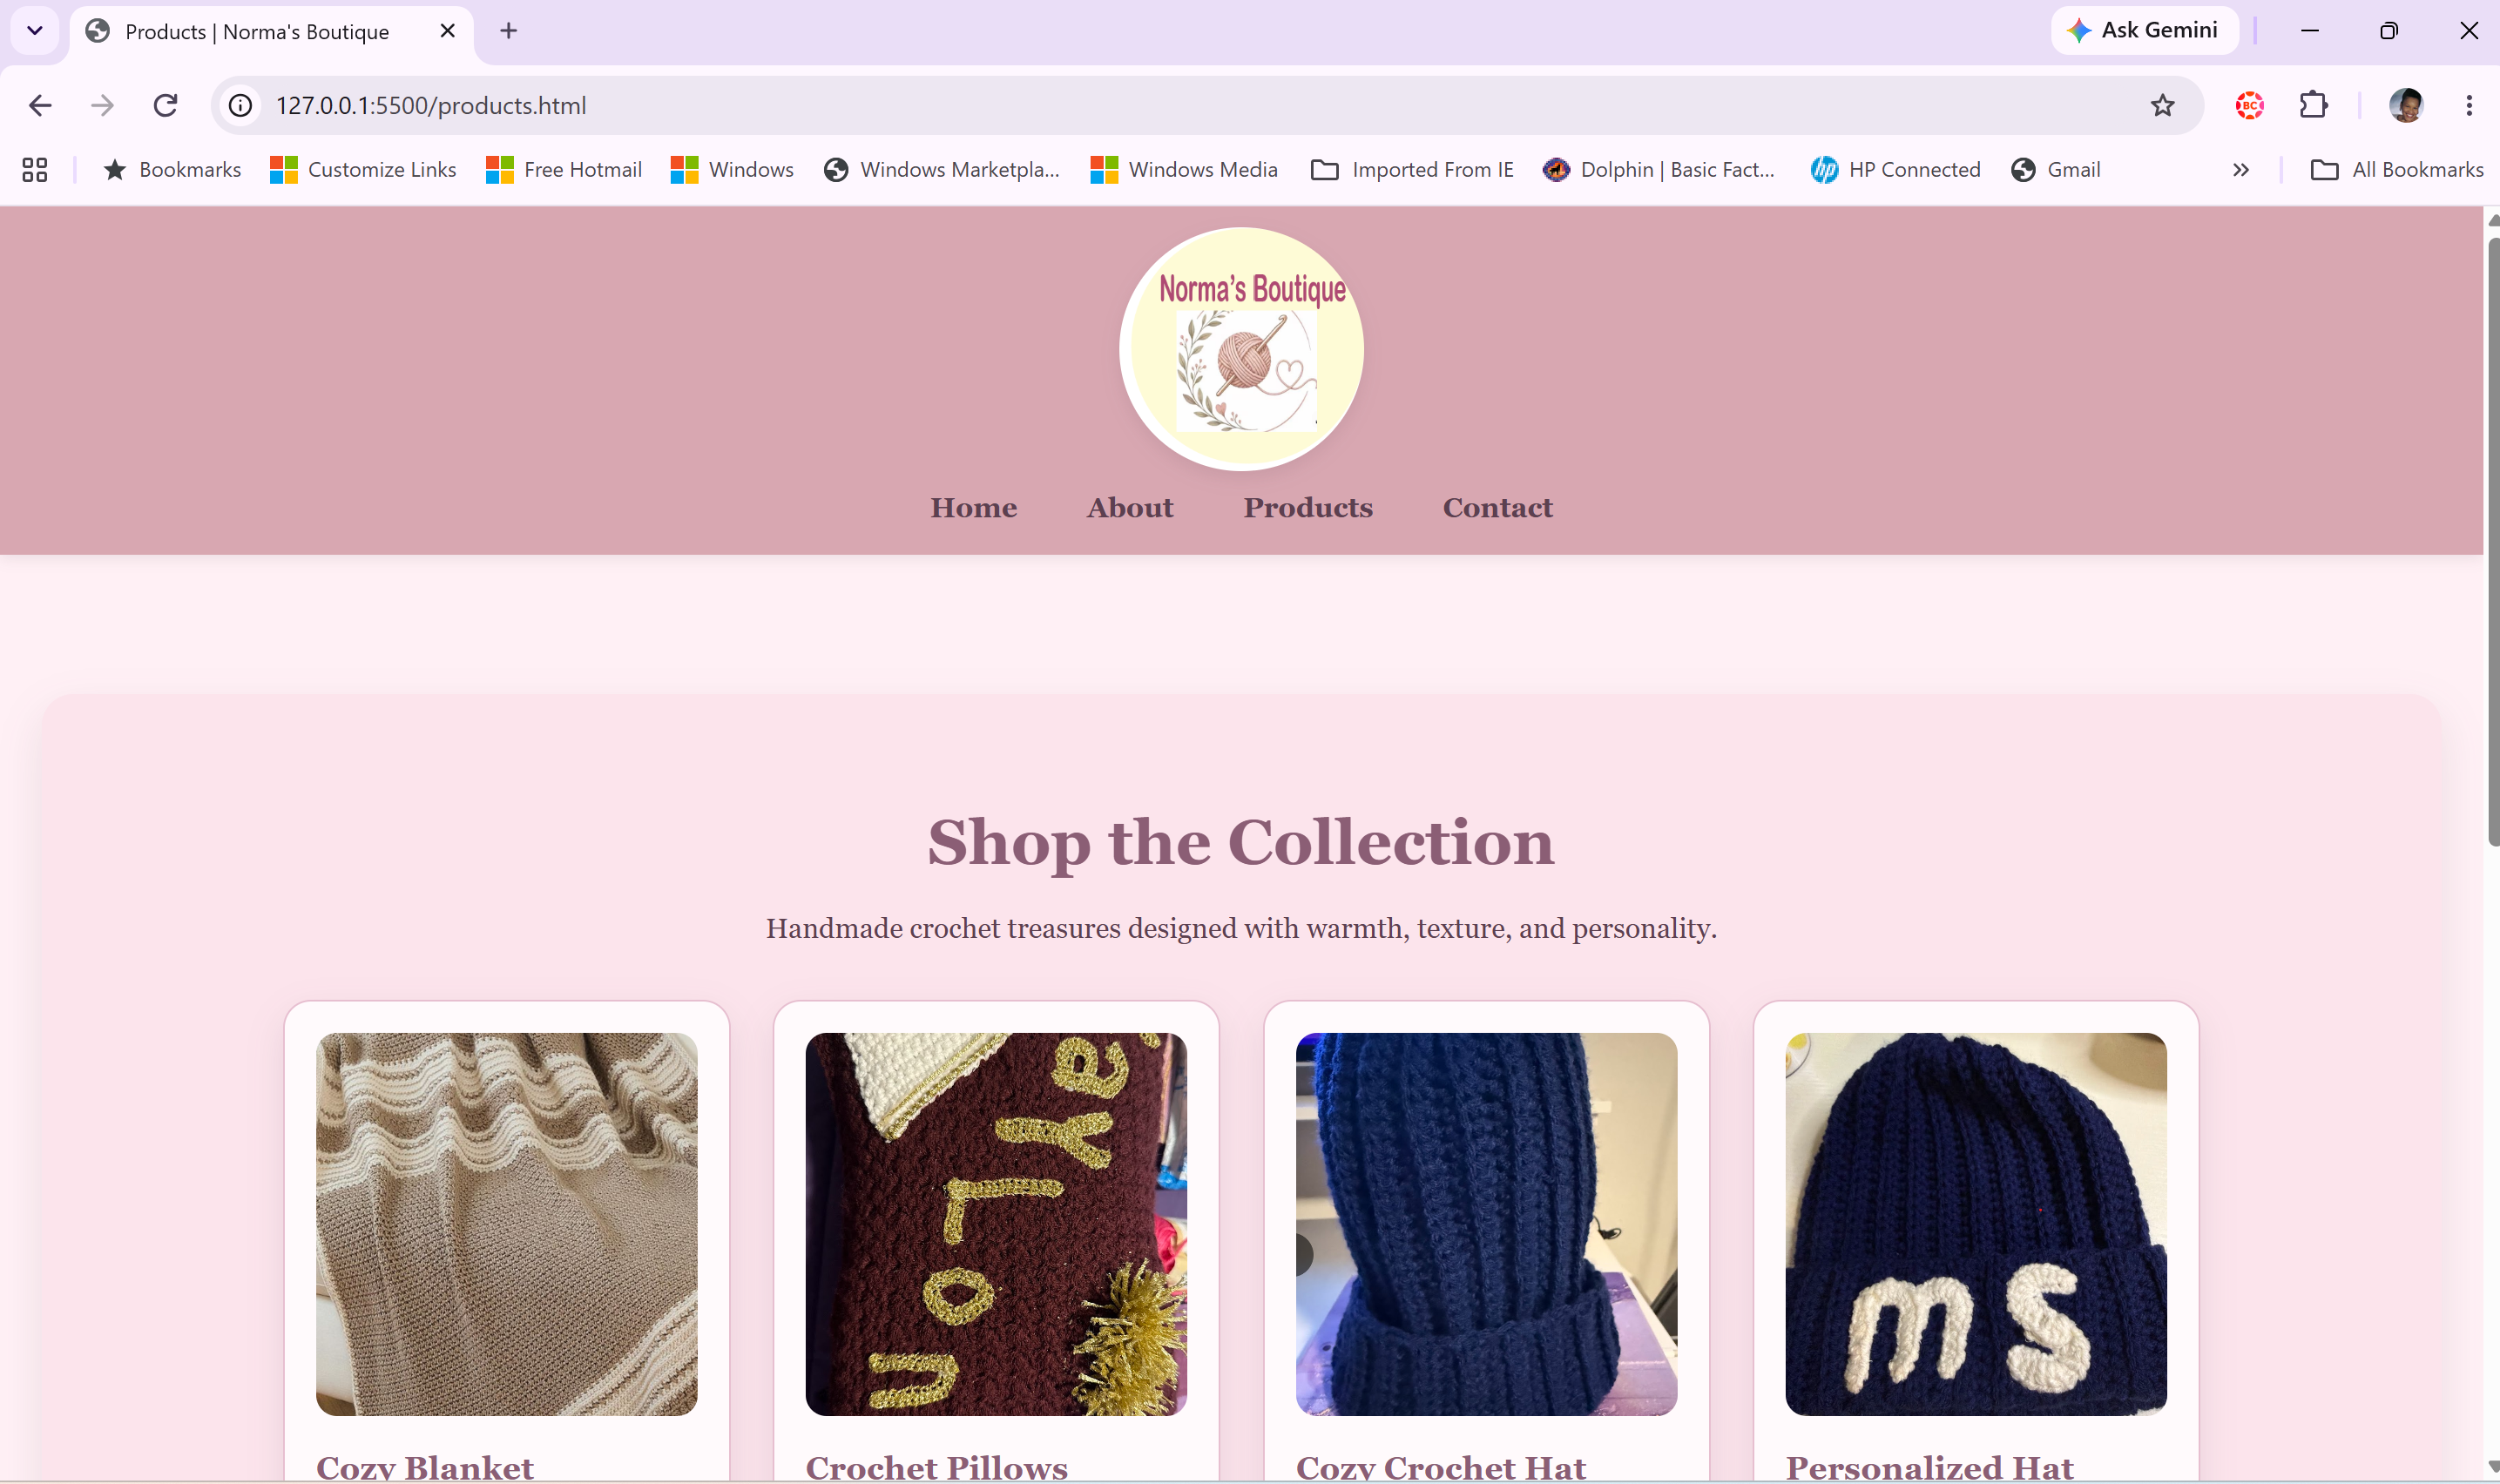 Products | Norma's Boutique
Ask Gemini
127.0.0.1:5500/products.html
BC
Bookmarks
Customize Links
Free Hotmail
Windows
Windows Marketpla...
Windows Media
Imported From IE
Dolphin | Basic Fact...
hp
HP Connected
Gmail
All Bookmarks
Norma's Boutique
Home
About
Products
Contact
Shop the Collection
Handmade crochet treasures designed with warmth, texture, and personality.
ayLon
ms
Cozy Blanket
Crochet Pillows
Cozy Crochet Hat
Personalized Hat